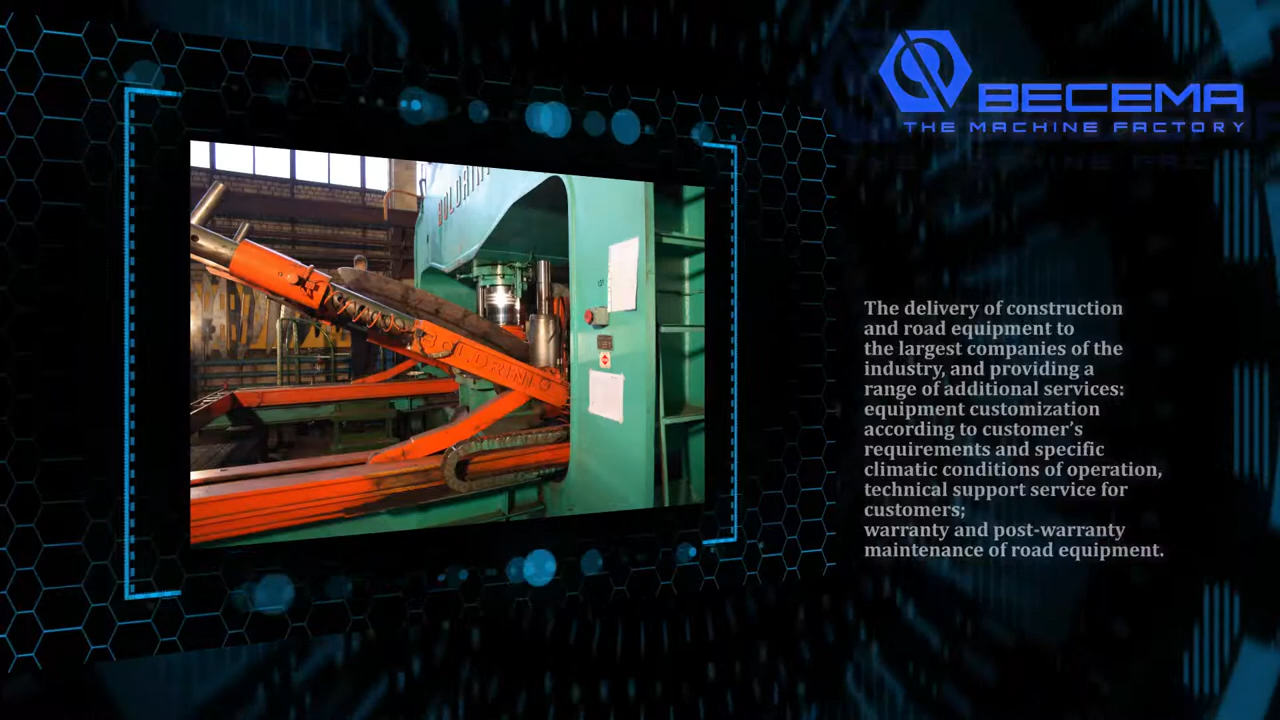 BECEMA
THE MACHINE FACTORY
BOLDRINI
BOLDRINI
The delivery of construction
and road equipment to
the largest companies of the
industry, and providing a
range of additional services:
equipment customization
according to customer’s
requirements and specific
climatic conditions of operation,
technical support service for
customers;
warranty and post-warranty
maintenance of road equipment.